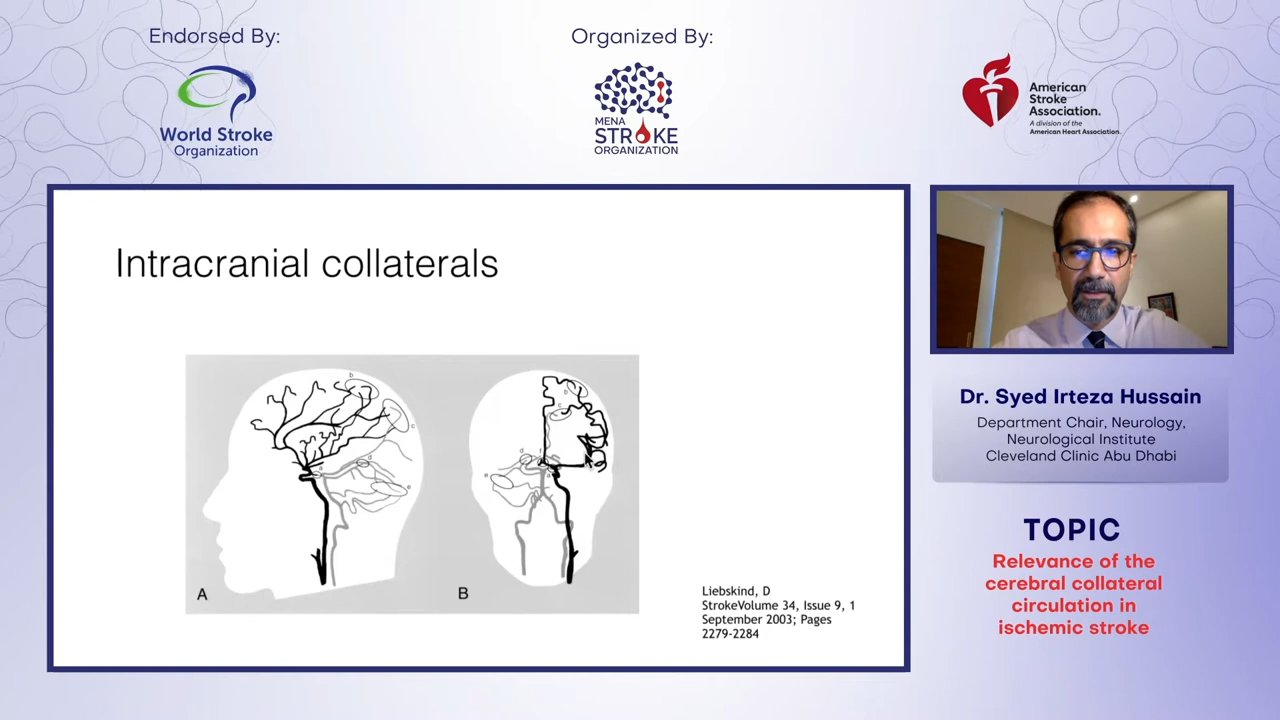 Endorsed By:
World Stroke
Organization
Organized By:
MENA
STROKE
ORGANIZATION
American
Stroke
Association.
A division of the
American Heart Association.
Intracranial collaterals
b
c
a
d
e
A
b
c
d
d
a
e
B
Liebskind, D
StrokeVolume 34, Issue 9, 1
September 2003; Pages
2279-2284
Dr. Syed Irteza Hussain
Department Chair, Neurology,
Neurological Institute
Cleveland Clinic Abu Dhabi
TOPIC
Relevance of the
cerebral collateral
circulation in
ischemic stroke